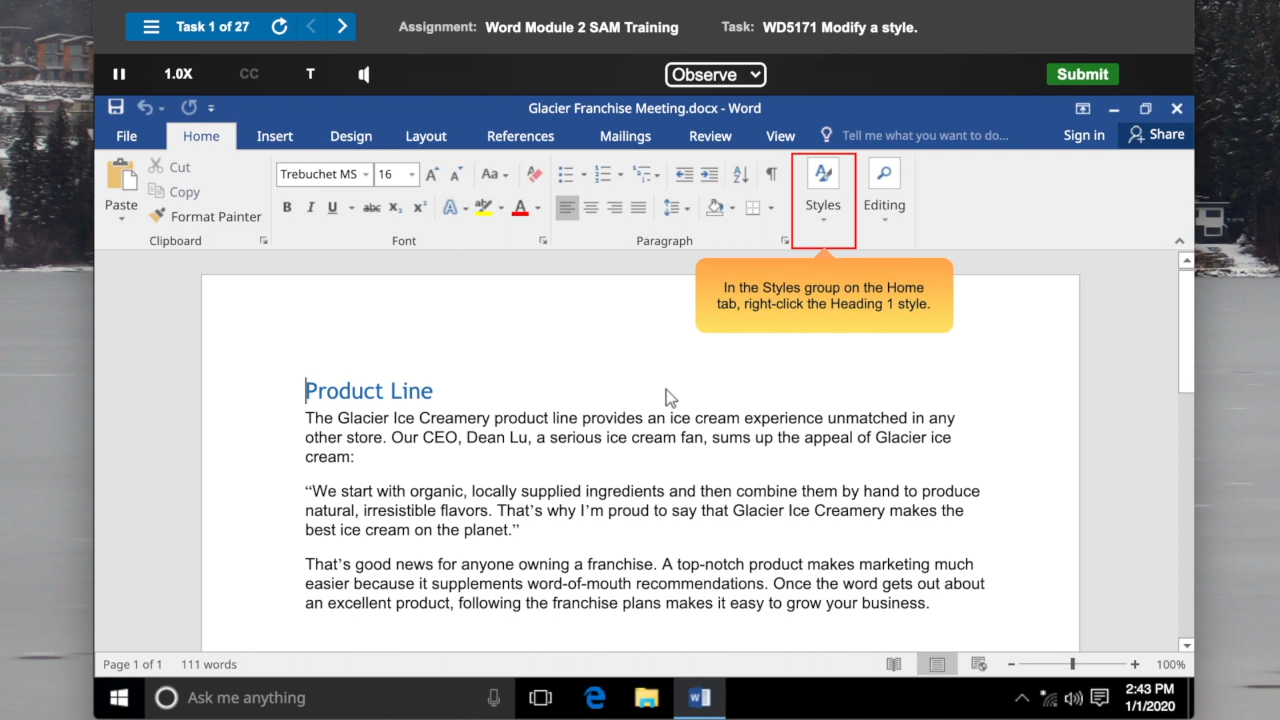 Task 1 of 27
Assignment: Word Module 2 SAM Training
Task: WD5171 Modify a style.
1.0X
CC
T
Observe
Submit
Glacier Franchise Meeting.docx - Word
File
Home
Insert
Design
Layout
References
Mailings
Review
View
Tell me what you want to do...
Sign in
Share
Paste
Cut
Copy
Format Painter
Clipboard
Trebuchet MS
16
Aa
B I U abc X₂ X² A ab A
Font
Paragraph
Styles
Editing
In the Styles group on the Home
tab, right-click the Heading 1 style.
Product Line
The Glacier Ice Creamery product line provides an ice cream experience unmatched in any
other store. Our CEO, Dean Lu, a serious ice cream fan, sums up the appeal of Glacier ice
cream:
“We start with organic, locally supplied ingredients and then combine them by hand to produce
natural, irresistible flavors. That’s why I’m proud to say that Glacier Ice Creamery makes the
best ice cream on the planet.”
That’s good news for anyone owning a franchise. A top-notch product makes marketing much
easier because it supplements word-of-mouth recommendations. Once the word gets out about
an excellent product, following the franchise plans makes it easy to grow your business.
Page 1 of 1
111 words
100%
Ask me anything
2:43 PM
1/1/2020